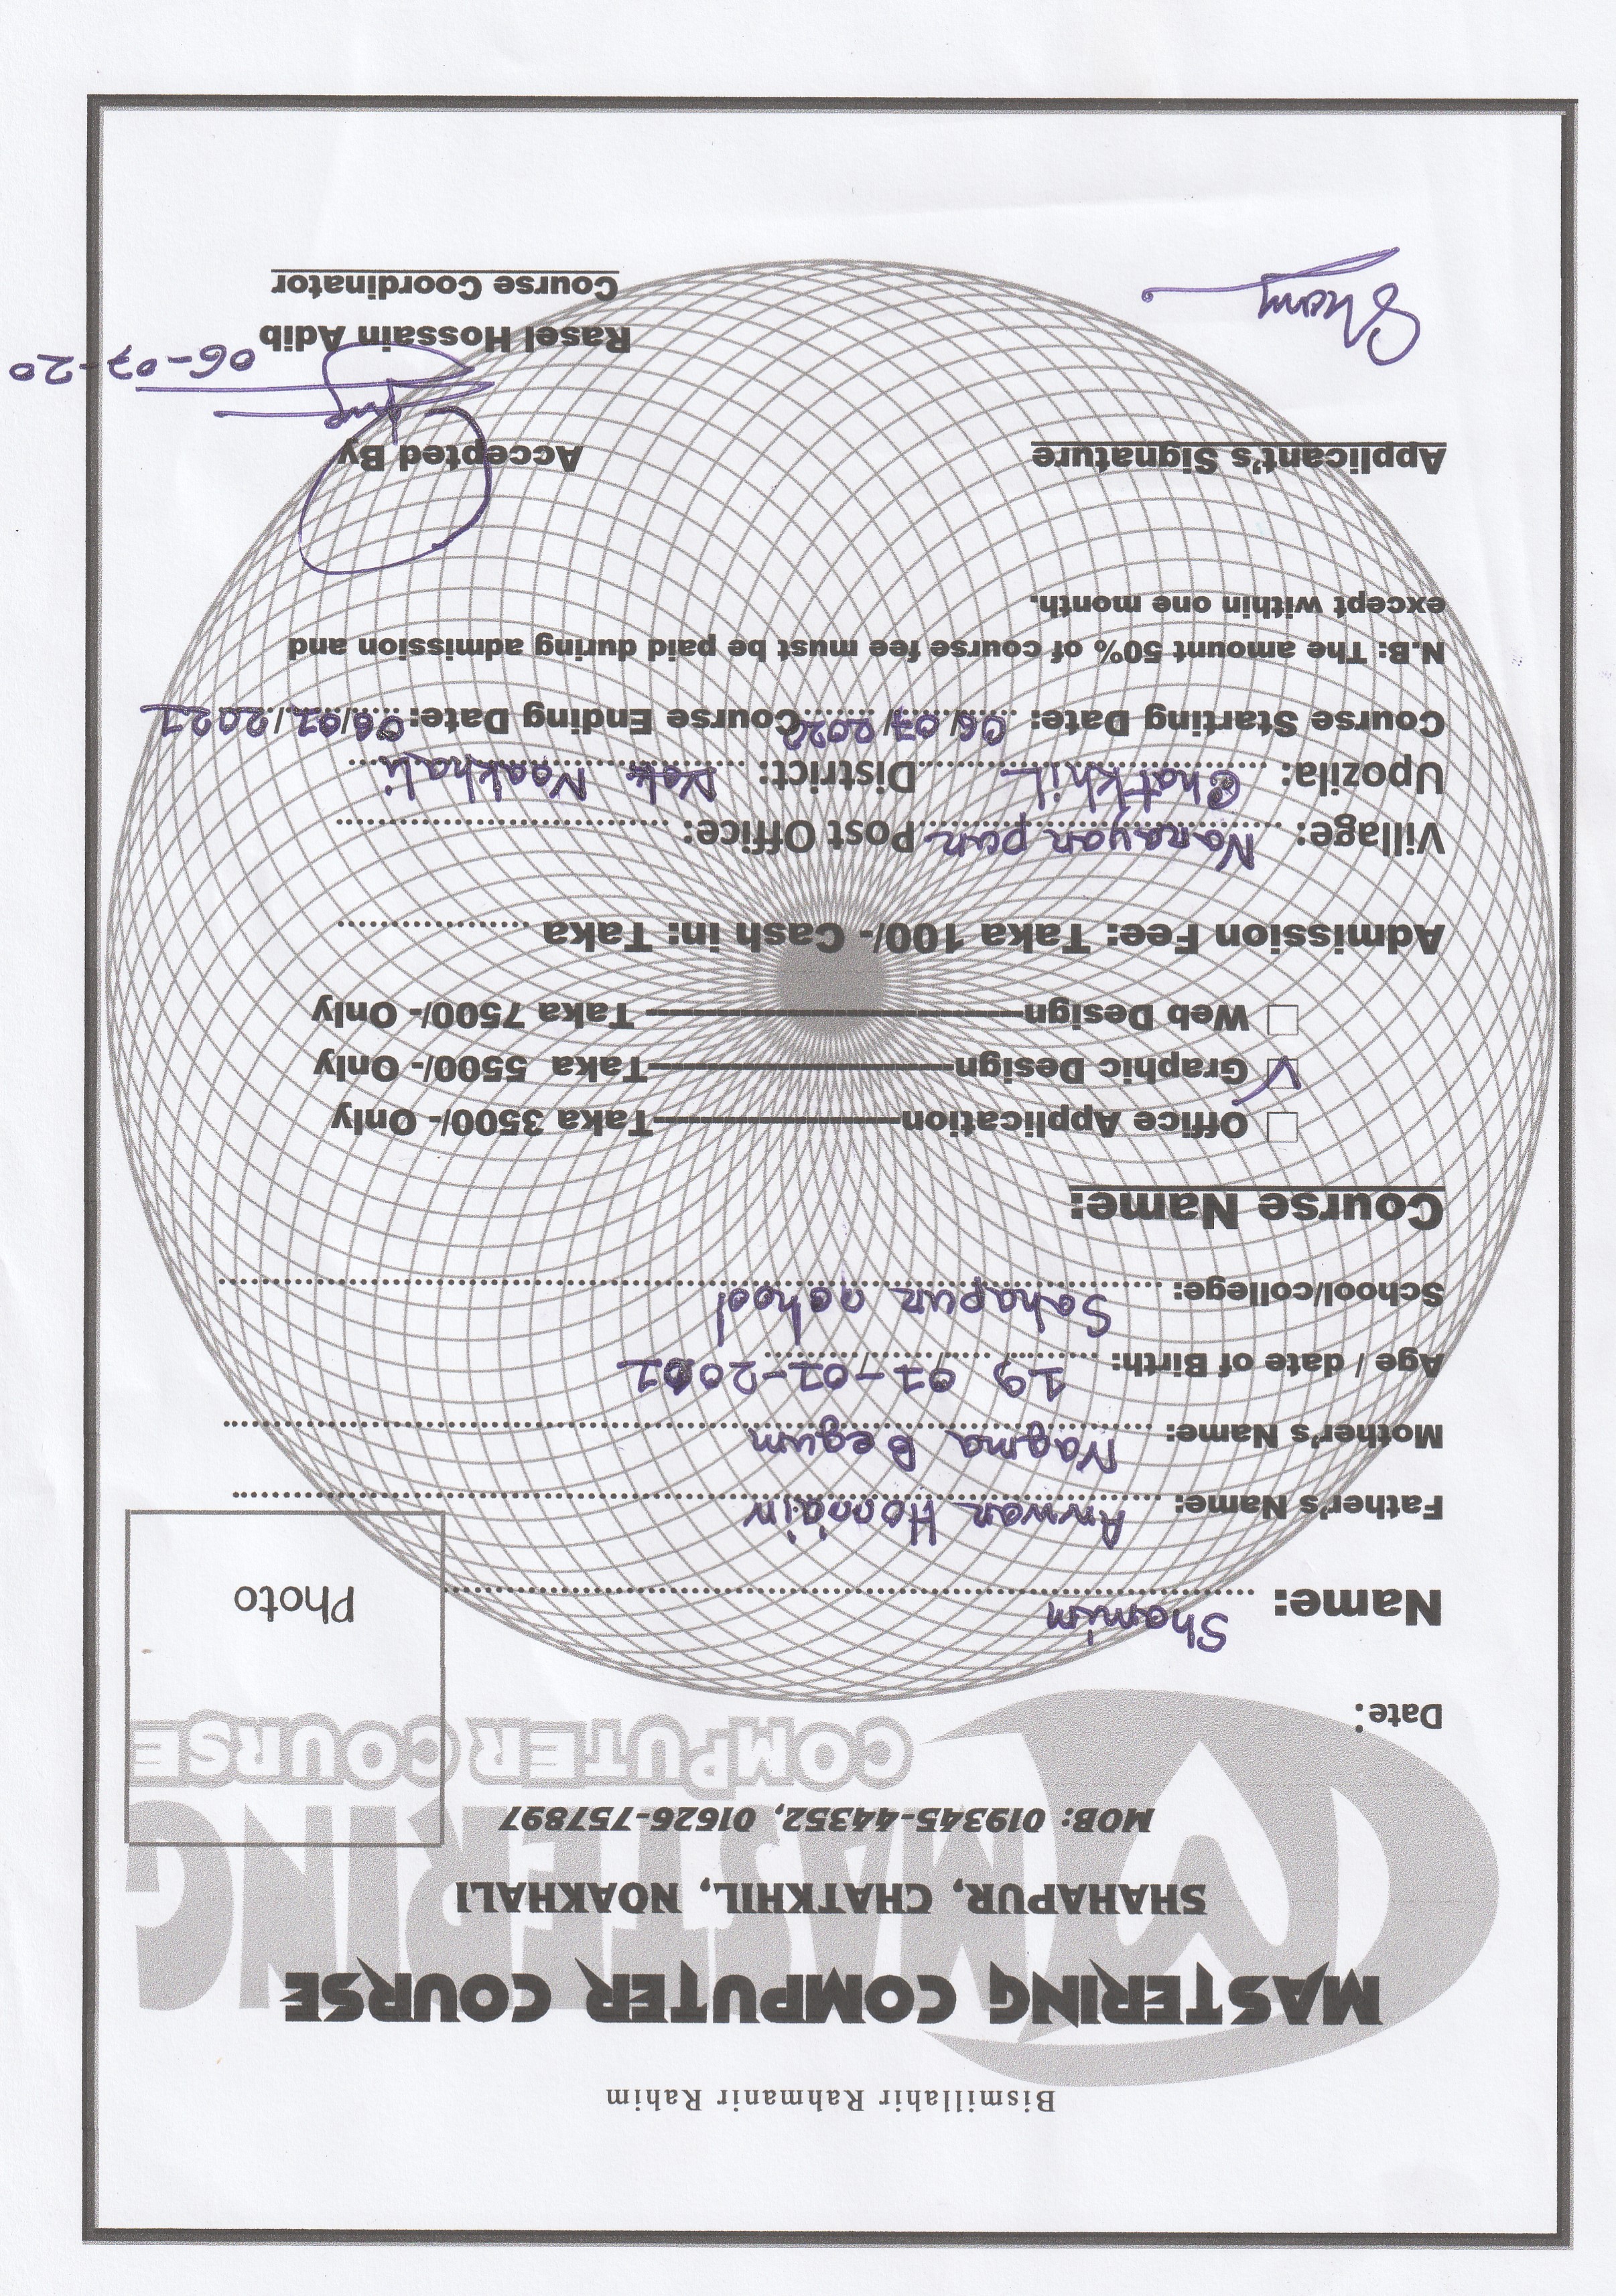 Bismillahir Rahmanir Rahim
MASTERING COMPUTER COURSE
SHAHAPUR, CHATKHIL, NOAKHALI
MOB: 019345-44352, 01626-757897
MASTERING
COMPUTER COURSE
Date:
Photo
Name: Shamim
Father's Name: Anwar Hossain
Mother's Name: Nagma Begum
Age / date of Birth: 19 01-01-2001
School/college: Sahapur school
Course Name:
Office Application Taka 3500/- Only
Graphic Design Taka 5500/- Only
Web Design Taka 7500/- Only
Admission Fee: Taka 100/- Cash in: Taka
Village: Narayan pur Post Office:
Upozila: Chatkhil District: Noakhali
Course Starting Date: 06/07/2020 Course Ending Date: 06/01/2021
N.B: The amount 50% of course fee must be paid during admission and
except within one month.
Applicant's Signature Accepted By
Sham
06-07-20
Rasel Hossain Adib
Course Coordinator